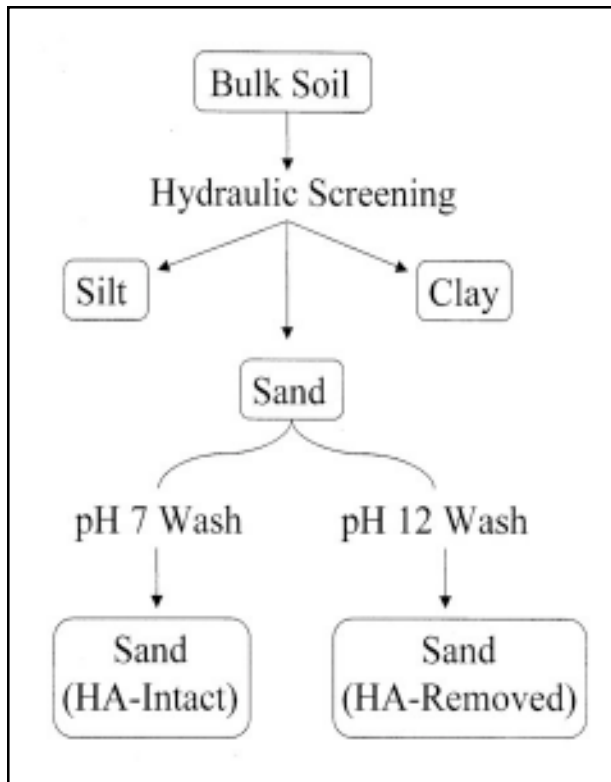 Bulk Soil
Hydraulic Screening
Silt
Clay
Sand
pH 7 Wash
pH 12 Wash
Sand
(HA-Intact)
Sand
(HA-Removed)